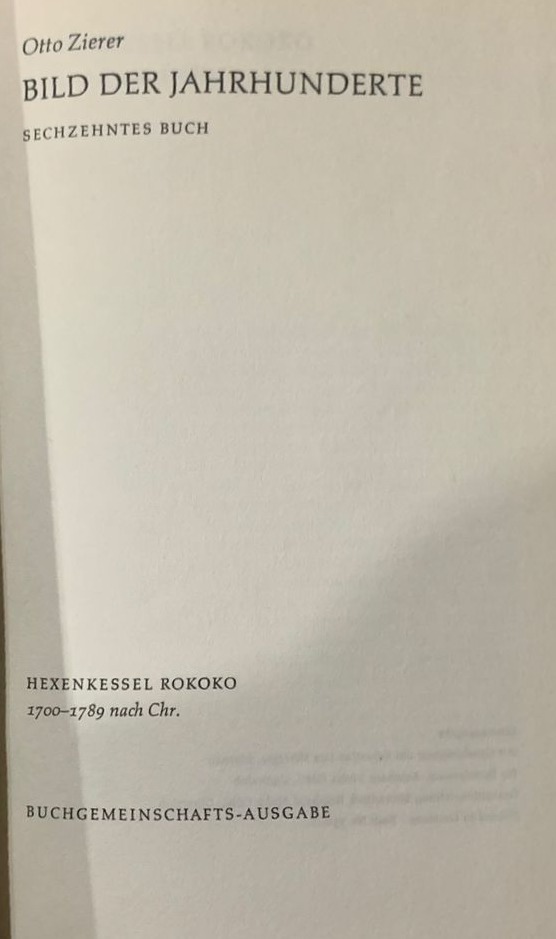 Otto Zierer
BILD DER JAHRHUNDERTE
SECHZEHNTES BUCH
HEXENKESSEL ROKOKO
1700–1789 nach Chr.
BUCHGEMEINSCHAFTS-AUSGABE